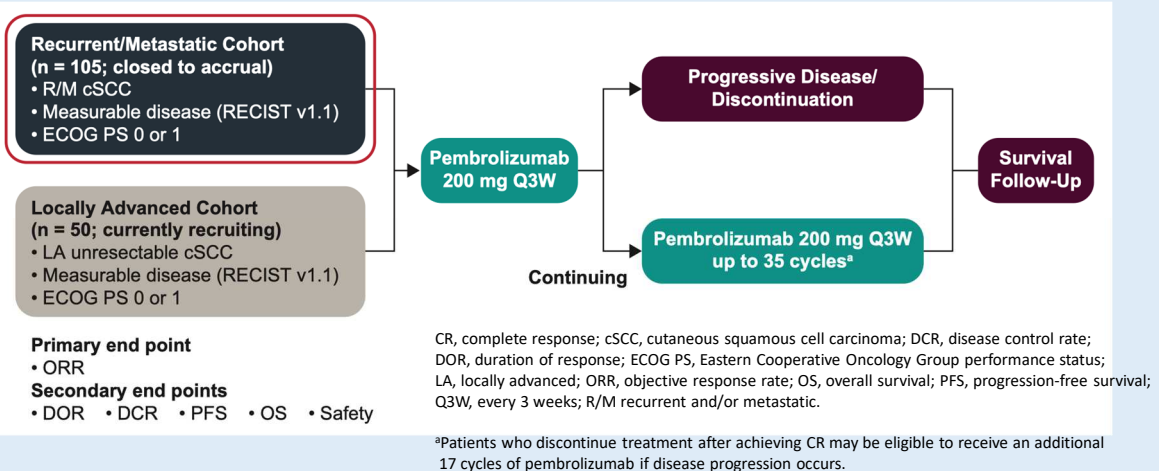 Recurrent/Metastatic Cohort
(n = 105; closed to accrual)
• R/M cSCC
• Measurable disease (RECIST v1.1)
• ECOG PS 0 or 1
Locally Advanced Cohort
(n = 50; currently recruiting)
• LA unresectable cSCC
• Measurable disease (RECIST v1.1)
• ECOG PS 0 or 1
Pembrolizumab
200 mg Q3W
Progressive Disease/
Discontinuation
Continuing
Pembrolizumab 200 mg Q3W
up to 35 cyclesᵃ
Survival
Follow-Up
Primary end point
• ORR
Secondary end points
• DOR • DCR • PFS • OS • Safety
CR, complete response; cSCC, cutaneous squamous cell carcinoma; DCR, disease control rate;
DOR, duration of response; ECOG PS, Eastern Cooperative Oncology Group performance status;
LA, locally advanced; ORR, objective response rate; OS, overall survival; PFS, progression-free survival;
Q3W, every 3 weeks; R/M recurrent and/or metastatic.
ᵃPatients who discontinue treatment after achieving CR may be eligible to receive an additional
17 cycles of pembrolizumab if disease progression occurs.